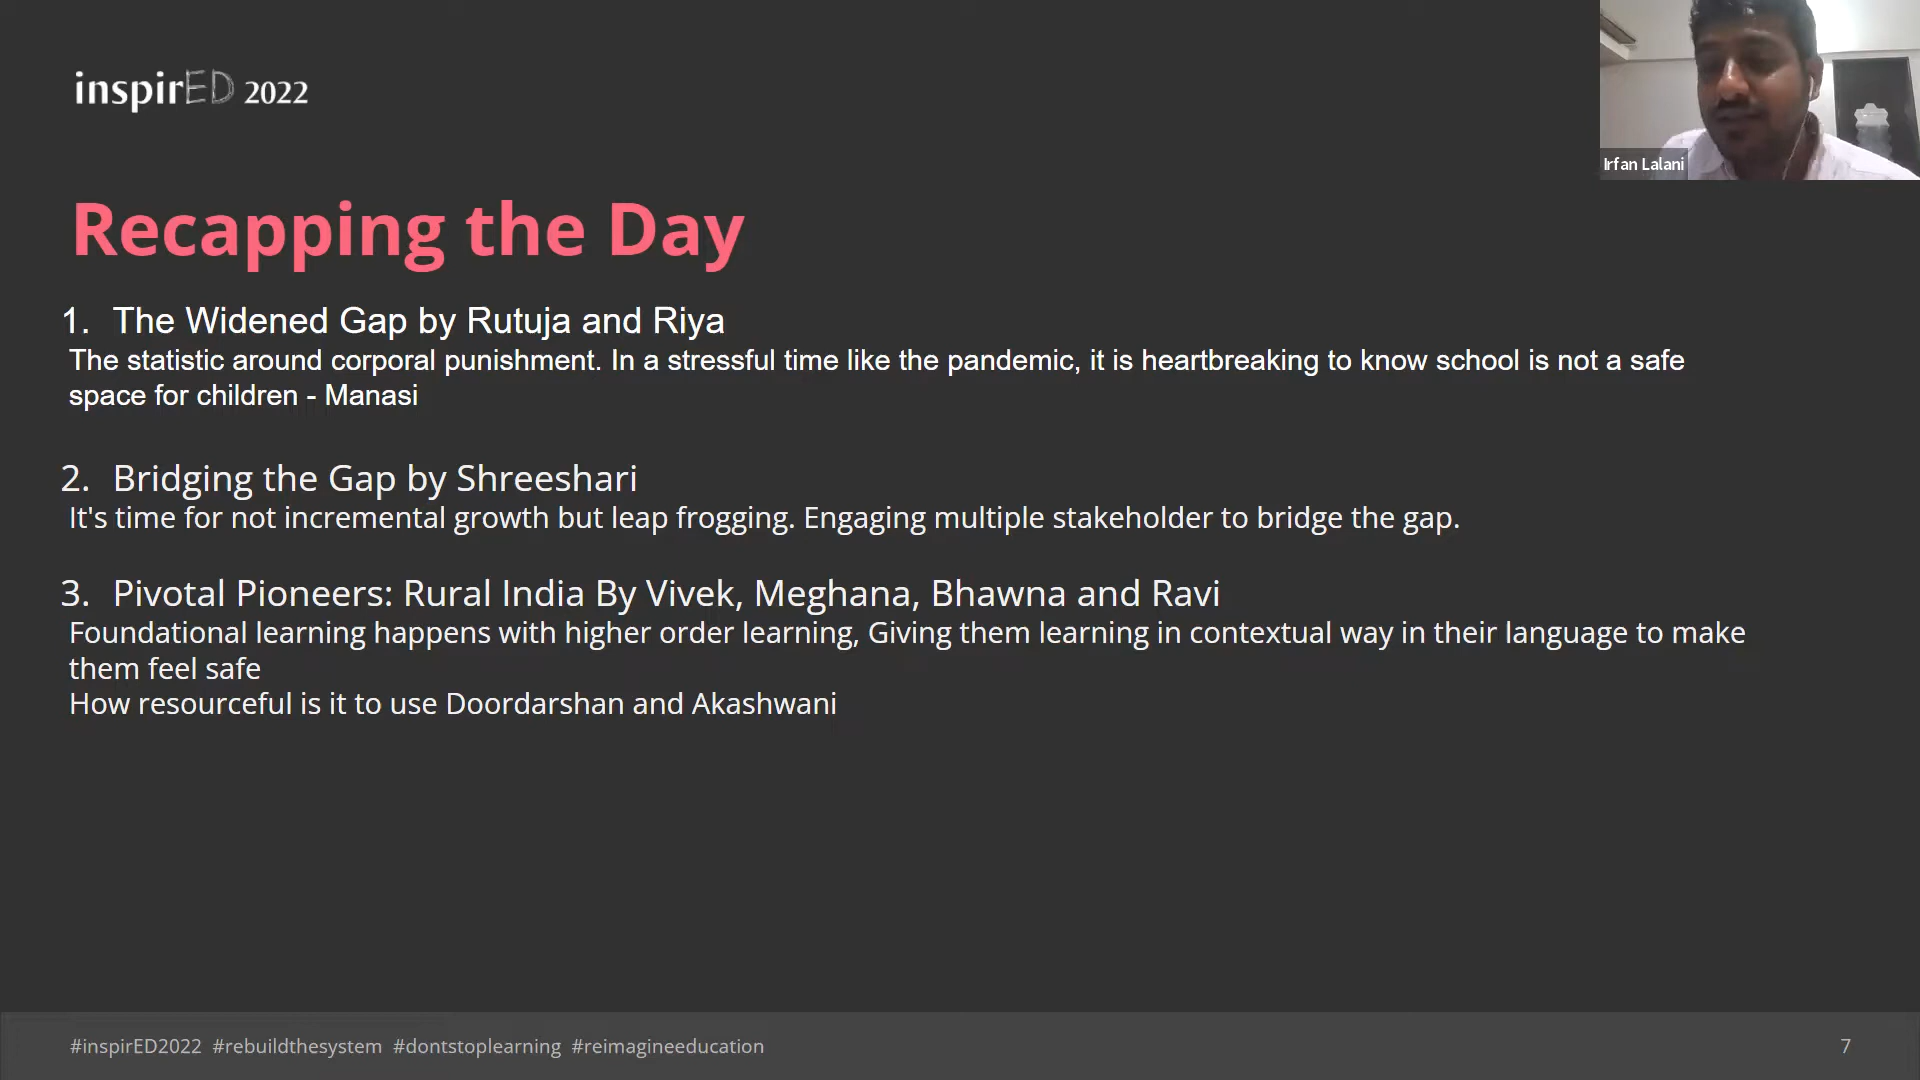 inspirED 2022
Irfan Lalani
Recapping the Day
1. The Widened Gap by Rutuja and Riya
The statistic around corporal punishment. In a stressful time like the pandemic, it is heartbreaking to know school is not a safe
space for children - Manasi
2. Bridging the Gap by Shreeshari
It's time for not incremental growth but leap frogging. Engaging multiple stakeholder to bridge the gap.
3. Pivotal Pioneers: Rural India By Vivek, Meghana, Bhawna and Ravi
Foundational learning happens with higher order learning, Giving them learning in contextual way in their language to make
them feel safe
How resourceful is it to use Doordarshan and Akashwani
#inspirED2022 #rebuildthesystem #dontstoplearning #reimagineeducation
7